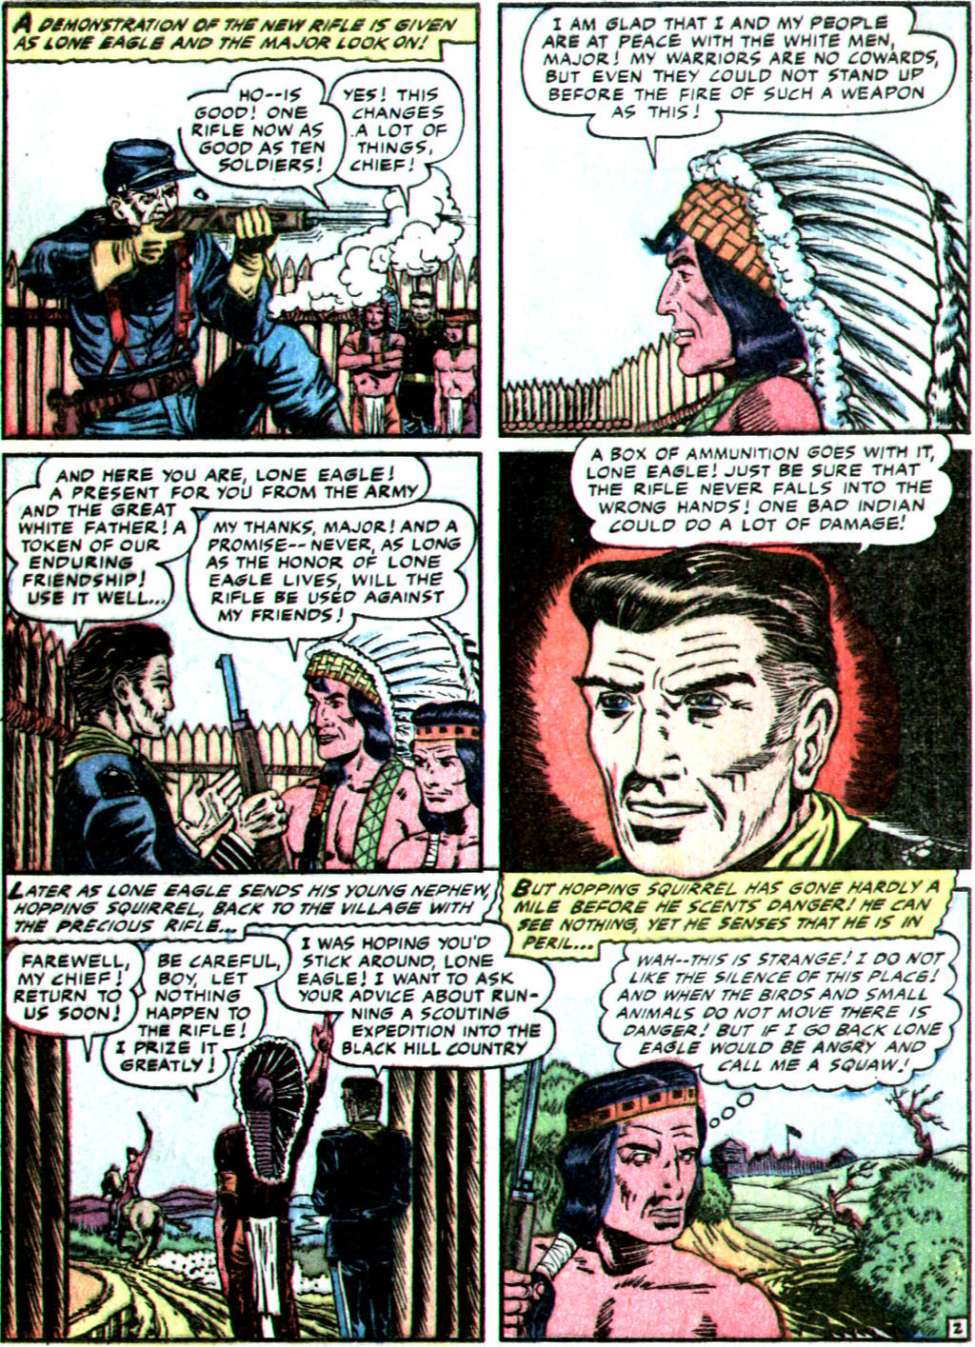 A DEMONSTRATION OF THE NEW RIFLE IS GIVEN
AS LONE EAGLE AND THE MAJOR LOOK ON!
HO--IS
GOOD! ONE
RIFLE NOW AS
GOOD AS TEN
SOLDIERS!
YES! THIS
CHANGES
A LOT OF
THINGS,
CHIEF!
I AM GLAD THAT I AND MY PEOPLE
ARE AT PEACE WITH THE WHITE MEN,
MAJOR! MY WARRIORS ARE NO COWARDS,
BUT EVEN THEY COULD NOT STAND UP
BEFORE THE FIRE OF SUCH A WEAPON
AS THIS!
AND HERE YOU ARE, LONE EAGLE!
A PRESENT FOR YOU FROM THE ARMY
AND THE GREAT
WHITE FATHER! A
TOKEN OF OUR
ENDURING
FRIENDSHIP!
USE IT WELL...
MY THANKS, MAJOR! AND A
PROMISE--NEVER, AS LONG
AS THE HONOR OF LONE
EAGLE LIVES, WILL THE
RIFLE BE USED AGAINST
MY FRIENDS!
A BOX OF AMMUNITION GOES WITH IT,
LONE EAGLE! JUST BE SURE THAT
THE RIFLE NEVER FALLS INTO THE
WRONG HANDS! ONE BAD INDIAN
COULD DO A LOT OF DAMAGE!
LATER AS LONE EAGLE SENDS HIS YOUNG NEPHEW,
HOPPING SQUIRREL, BACK TO THE VILLAGE WITH
THE PRECIOUS RIFLE...
FAREWELL,
MY CHIEF!
RETURN TO
US SOON!
BE CAREFUL,
BOY, LET
NOTHING
HAPPEN TO
THE RIFLE!
I PRIZE IT
GREATLY!
I WAS HOPING YOU'D
STICK AROUND, LONE
EAGLE! I WANT TO ASK
YOUR ADVICE ABOUT RUN-
NING A SCOUTING
EXPEDITION INTO THE
BLACK HILL COUNTRY
BUT HOPPING SQUIRREL HAS GONE HARDLY A
MILE BEFORE HE SCENTS DANGER! HE CAN
SEE NOTHING, YET HE SENSES THAT HE IS IN
PERIL...
WAH--THIS IS STRANGE! I DO NOT
LIKE THE SILENCE OF THIS PLACE!
AND WHEN THE BIRDS AND SMALL
ANIMALS DO NOT MOVE THERE IS
DANGER! BUT IF I GO BACK LONE
EAGLE WOULD BE ANGRY AND
CALL ME A SQUAW!
2